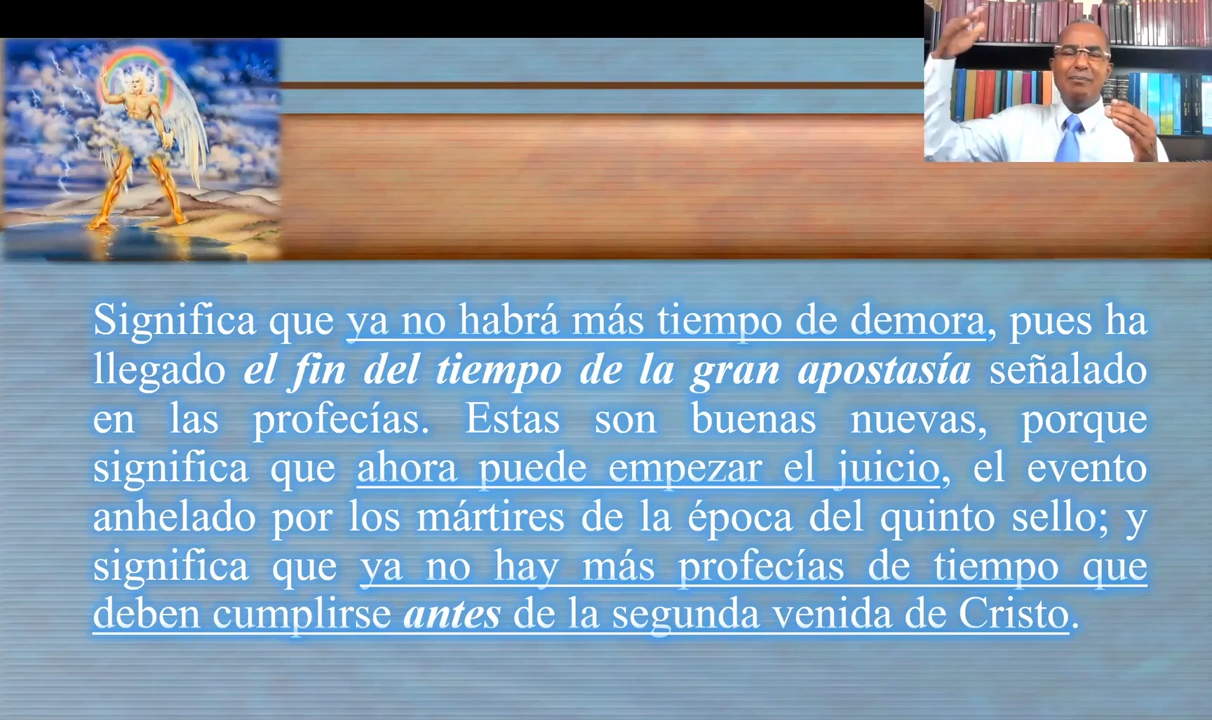 Significa que ya no habrá más tiempo de demora, pues ha
llegado el fin del tiempo de la gran apostasía señalado
en las profecías. Estas son buenas nuevas, porque
significa que ahora puede empezar el juicio, el evento
anhelado por los mártires de la época del quinto sello; y
significa que ya no hay más profecías de tiempo que
deben cumplirse antes de la segunda venida de Cristo.